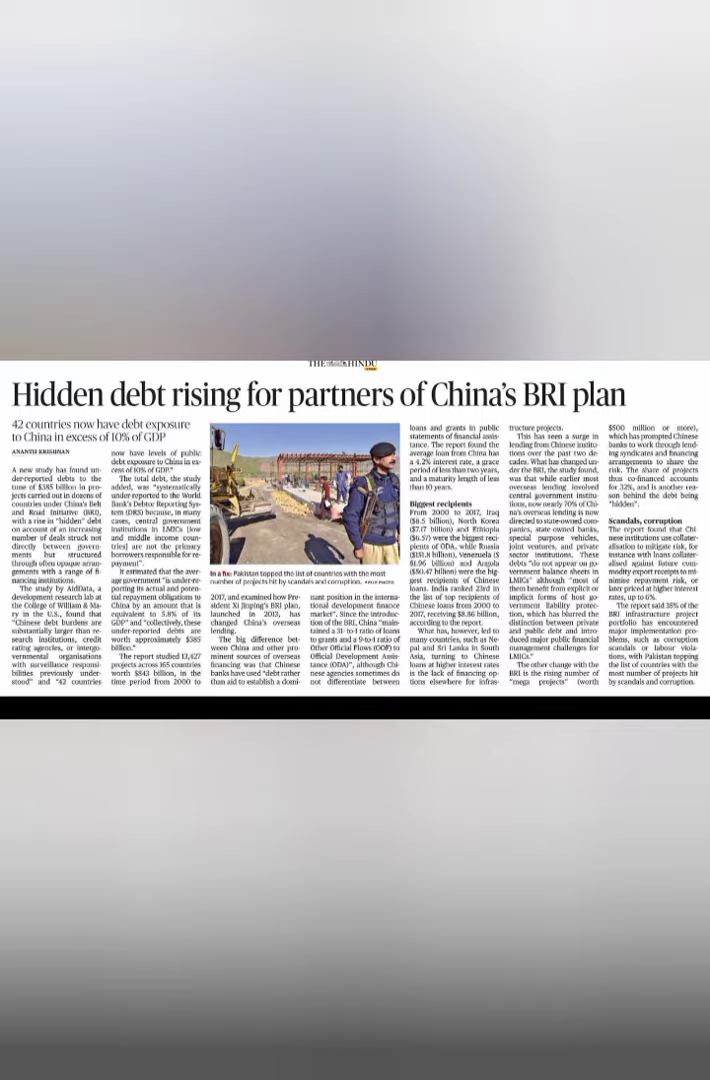 THE HINDU
Hidden debt rising for partners of China's BRI plan
42 countries now have debt exposure
to China in excess of 10% of GDP
ANANTH KRISHNAN
A new study has found un-
der-reported debts to the
tune of $385 billion in pro-
jects carried out in dozens of
countries under China's Belt
and Road Initiative (BRI),
with a rise in "hidden" debt
on account of an increasing
number of deals struck not
directly between govern-
ments but structured
through often opaque arran-
gements with a range of fi-
nancing institutions.
The study by AidData, a
development research lab at
the College of William & Ma-
ry in the U.S., found that
"Chinese debt burdens are
substantially larger than re-
search institutions, credit
rating agencies, or intergo-
vernmental organisations
with surveillance responsi-
bilities previously under-
stood" and "42 countries
now have levels of public
debt exposure to China in ex-
cess of 10% of GDP."
The total debt, the study
added, was "systematically
under-reported to the World
Bank's Debtor Reporting Sys-
tem (DRS) because, in many
cases, central government
institutions in LMICs [low
and middle income coun-
tries] are not the primary
borrowers responsible for re-
payment".
It estimated that the aver-
age government "is under-re-
porting its actual and poten-
tial repayment obligations to
China by an amount that is
equivalent to 5.8% of its
GDP" and "collectively, these
under-reported debts are
worth approximately $385
billion."
The report studied 13,427
projects across 165 countries
worth $843 billion, in the
time period from 2000 to
In a fix: Pakistan topped the list of countries with the most
number of projects hit by scandals and corruption.
2017, and examined how Pre-
sident Xi Jinping's BRI plan,
launched in 2013, has
changed China's overseas
lending.
The big difference bet-
ween China and other pro-
minent sources of overseas
financing was that Chinese
banks have used "debt rather
than aid to establish a domi-
nant position in the interna-
tional development finance
market". Since the introduc-
tion of the BRI, China "main-
tained a 31- to-1 ratio of loans
to grants and a 9-to-1 ratio of
Other Official Flows (OOF) to
Official Development Assis-
tance (ODA)", although Chi-
nese agencies sometimes do
not differentiate between
loans and grants in public
statements of financial assis-
tance. The report found the
average loan from China has
a 4.2% interest rate, a grace
period of less than two years,
and a maturity length of less
than 10 years.
Biggest recipients
From 2000 to 2017, Iraq
($8.5 billion), North Korea
($7.17 billion) and Ethiopia
($6.57) were the biggest reci-
pients of ODA, while Russia
($151.8 billion), Venezuela ($
81.96 billion) and Angola
($50.47 billion) were the big-
gest recipients of Chinese
loans. India ranked 23rd in
the list of top recipients of
Chinese loans from 2000 to
2017, receiving $8.86 billion,
according to the report.
What has, however, led to
many countries, such as Ne-
pal and Sri Lanka in South
Asia, turning to Chinese
loans at higher interest rates
is the lack of financing op-
tions elsewhere for infras-
tructure projects.
This has seen a surge in
lending from Chinese institu-
tions over the past two de-
cades. What has changed un-
der the BRI, the study found,
was that while earlier most
overseas lending involved
central government institu-
tions, now nearly 70% of Chi-
na's overseas lending is now
directed to state-owned com-
panies, state-owned banks,
special purpose vehicles,
joint ventures, and private
sector institutions. These
debts "do not appear on go-
vernment balance sheets in
LMICs" although "most of
them benefit from explicit or
implicit forms of host go-
vernment liability protec-
tion, which has blurred the
distinction between private
and public debt and intro-
duced major public financial
management challenges for
LMICs."
The other change with the
BRI is the rising number of
"mega projects" (worth
$500 million or more),
which has prompted Chinese
banks to work through lend-
ing syndicates and financing
arrangements to share the
risk. The share of projects
thus co-financed accounts
for 32%, and is another rea-
son behind the debt being
"hidden".
Scandals, corruption
The report found that Chi-
nese institutions use collater-
alisation to mitigate risk, for
instance with loans collater-
alised against future com-
modity export receipts to mi-
nimise repayment risk, or
later priced at higher interest
rates, up to 6%.
The report said 35% of the
BRI infrastructure project
portfolio has encountered
major implementation pro-
blems, such as corruption
scandals or labour viola-
tions, with Pakistan topping
the list of countries with the
most number of projects hit
by scandals and corruption.